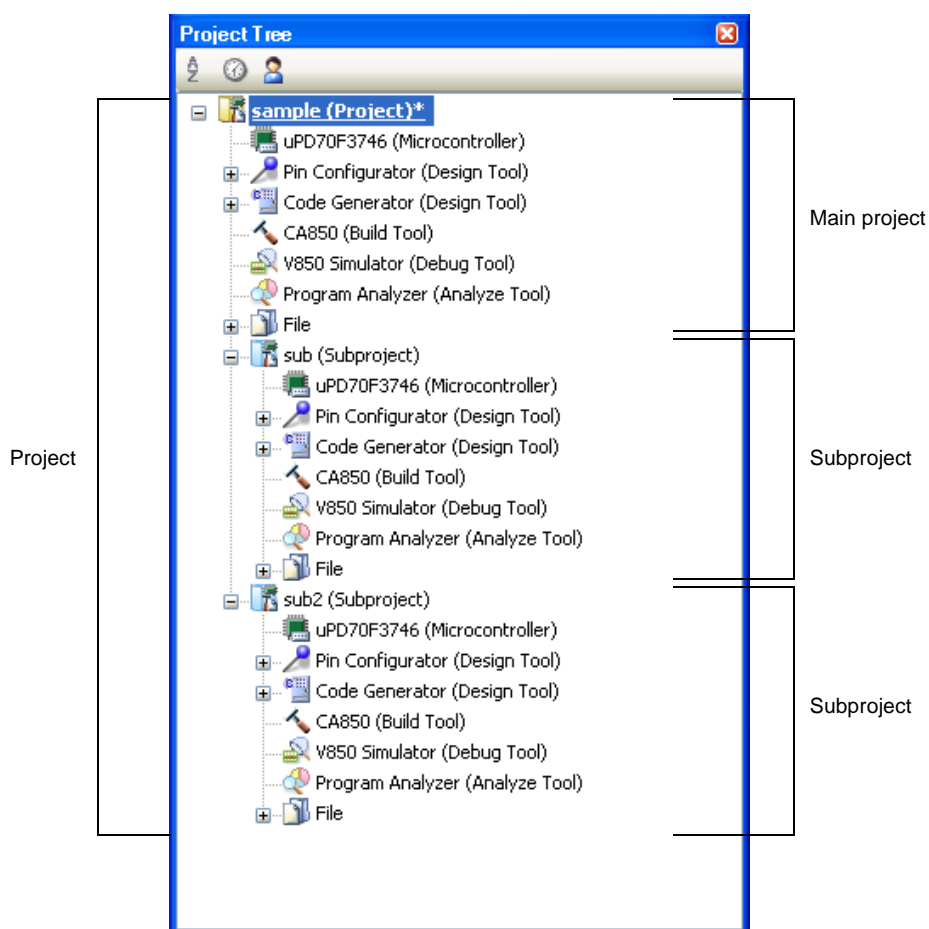 Project Tree
sample (Project)*
uPD70F3746 (Microcontroller)
Pin Configurator (Design Tool)
Code Generator (Design Tool)
CA850 (Build Tool)
V850 Simulator (Debug Tool)
Program Analyzer (Analyze Tool)
File
Main project
sub (Subproject)
uPD70F3746 (Microcontroller)
Pin Configurator (Design Tool)
Code Generator (Design Tool)
CA850 (Build Tool)
V850 Simulator (Debug Tool)
Program Analyzer (Analyze Tool)
File
Project
Subproject
sub2 (Subproject)
uPD70F3746 (Microcontroller)
Pin Configurator (Design Tool)
Code Generator (Design Tool)
CA850 (Build Tool)
V850 Simulator (Debug Tool)
Program Analyzer (Analyze Tool)
File
Subproject